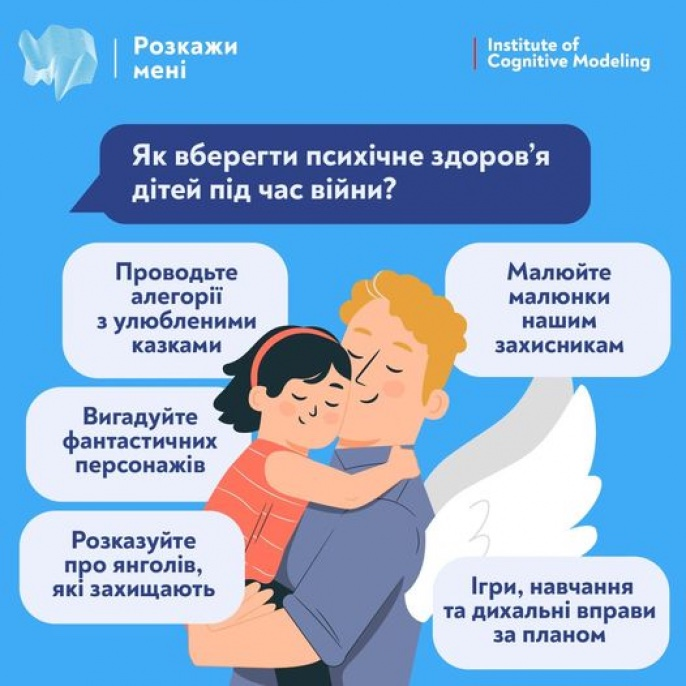 Розкажи
мені
Institute of
Cognitive Modeling
Як вберегти психічне здоров’я
дітей під час війни?
Проводьте
алегорії
з улюбленими
казками
Малюйте
малюнки
нашим
захисникам
Вигадуйте
фантастичних
персонажів
Розказуйте
про янголів,
які захищають
Ігри, навчання
та дихальні вправи
за планом